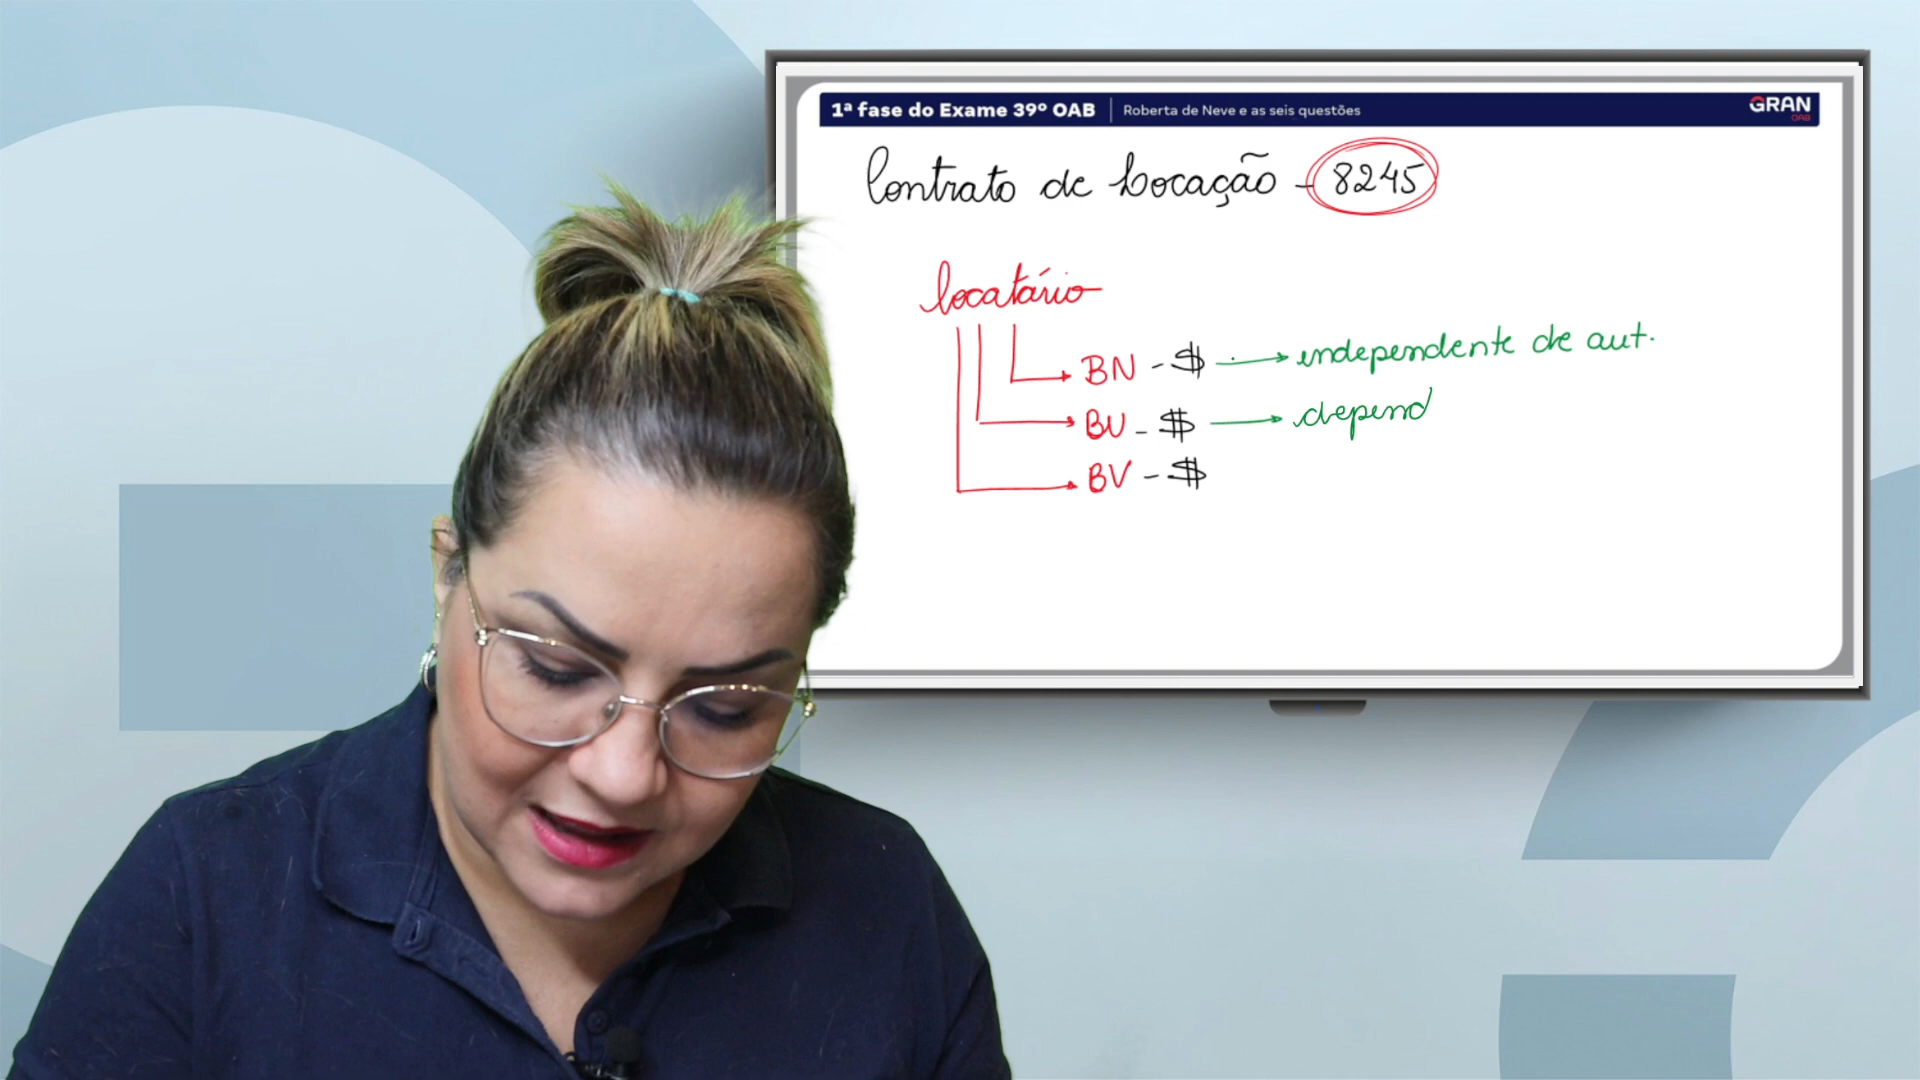 1ª fase do Exame 39º OAB | Roberta de Neve e as seis questões
GRAN
OAB
Contrato de Locação - 8245
locatário
BN - $ → independente de aut.
BU - $ → depend
BV - $